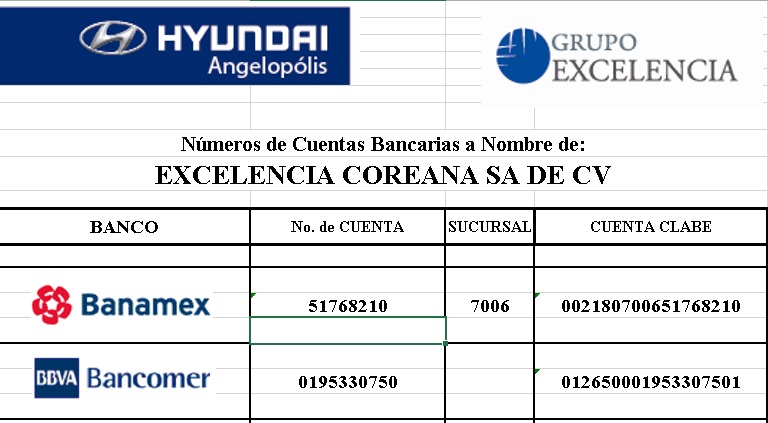 HYUNDAI
Angelopólis
GRUPO
EXCELENCIA
Números de Cuentas Bancarias a Nombre de:
EXCELENCIA COREANA SA DE CV
BANCO No. de CUENTA SUCURSAL CUENTA CLABE
Banamex 51768210 7006 002180700651768210
BBVA Bancomer 0195330750 012650001953307501